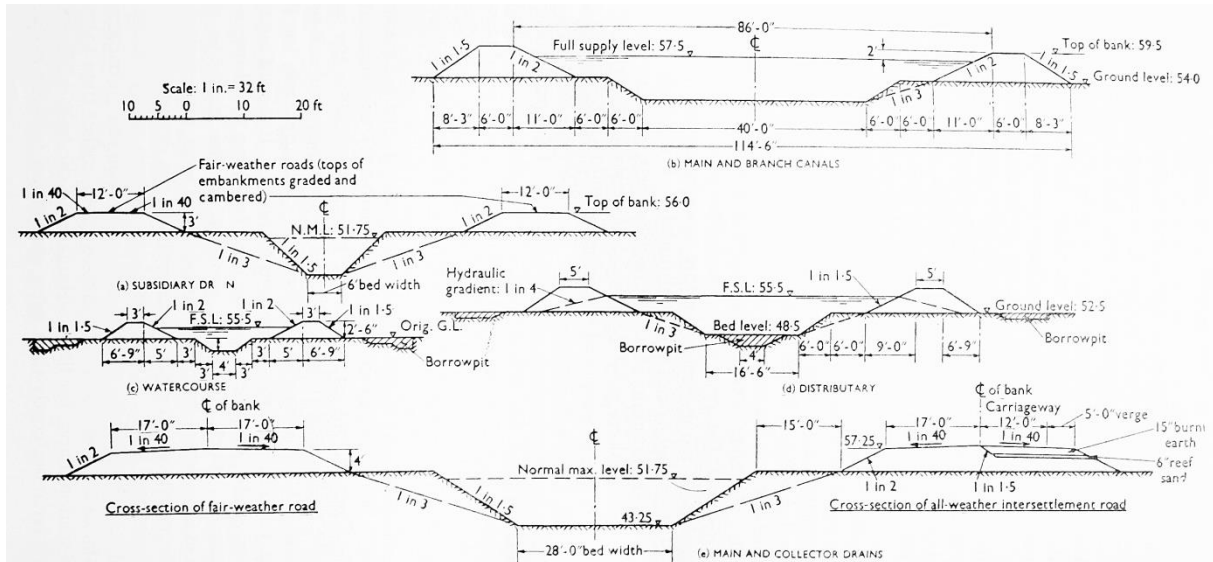 Scale: 1 in.= 32 ft
10 5 0 10 20 ft
86'-0"
℄
Full supply level: 57·5
2'
Top of bank: 59·5
Ground level: 54·0
1 in 1·5
1 in 2
1 in 2
1 in 1·5
1 in 3
8'-3" 6'-0" 11'-0" 6'-0" 6'-0" 40'-0" 6'-0" 6'-0" 11'-0" 6'-0" 8'-3"
114'-6"
(b) MAIN AND BRANCH CANALS
Fair-weather roads (tops of
embankments graded and
cambered)
1 in 40
12'-0"
1 in 40
1 in 2
3'
℄
N.M.L: 51·75
12'-0"
Top of bank: 56·0
1 in 2
1 in 3
1 in 1·5
1 in 3
6' bed width
(a) SUBSIDIARY DR N
Hydraulic
gradient: 1 in 4
5'
℄
F.S.L: 55·5
1 in 1·5
5'
Ground level: 52·5
1 in 3
Bed level: 48·5
Borrowpit
Borrowpit
Borrowpit
4'
16'-6"
6'-0" 6'-0" 9'-0" 6'-9"
(d) DISTRIBUTARY
1 in 1·5
3'
1 in 2
F.S.L: 55·5
1 in 2
3'
1 in 1·5
2'-6"
Orig. G.L.
Borrowpit
6'-9" 5' 3' 3' 4' 3' 3' 5' 6'-9"
(c) WATERCOURSE
℄ of bank
17'-0" 17'-0"
1 in 40 1 in 40
1 in 2
4'
Cross-section of fair-weather road
℄
Normal max. level: 51·75
1 in 3
1 in 1·5
43·25
1 in 3
28'-0" bed width
15'-0"
57·25
℄ of bank
Carriageway
17'-0" 12'-0"
5'-0" verge
1 in 40 1 in 40
15" burnt
earth
6" reef
sand
1 in 2
1 in 1·5
Cross-section of all-weather intersettlement road
(e) MAIN AND COLLECTOR DRAINS